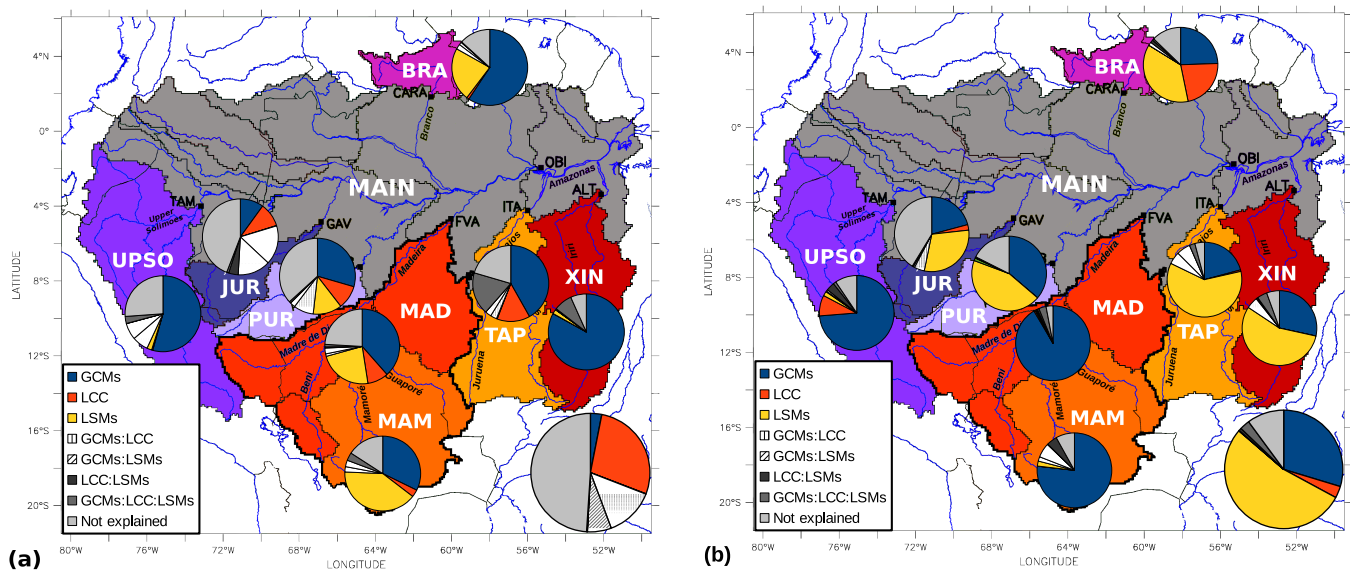 4°N
0°
4°S
8°S
12°S
16°S
20°S
LATITUDE
80°W
76°W
72°W
68°W
64°W
60°W
56°W
52°W
LONGITUDE
BRA
CARA
Branco
OBI
Amazonas
MAIN
ALT
TAM
ITA
Upper
Solimoes
GAV
FVA
Madeira
UPSO
XIN
JUR
MAD
PUR
TAP
Madre de Di
Beni
Mamoré
Guaporé
Juruena
MAM
GCMs
LCC
LSMs
GCMs:LCC
GCMs:LSMs
LCC:LSMs
GCMs:LCC:LSMs
Not explained
(a)
4°N
0°
4°S
8°S
12°S
16°S
20°S
LATITUDE
80°W
76°W
72°W
68°W
64°W
60°W
56°W
52°W
LONGITUDE
BRA
CARA
Branco
OBI
Amazonas
MAIN
ALT
TAM
ITA
Upper
Solimoes
GAV
FVA
Madeira
UPSO
XIN
JUR
MAD
PUR
TAP
Madre de Di
Beni
Mamoré
Guaporé
Juruena
MAM
GCMs
LCC
LSMs
GCMs:LCC
GCMs:LSMs
LCC:LSMs
GCMs:LCC:LSMs
Not explained
(b)